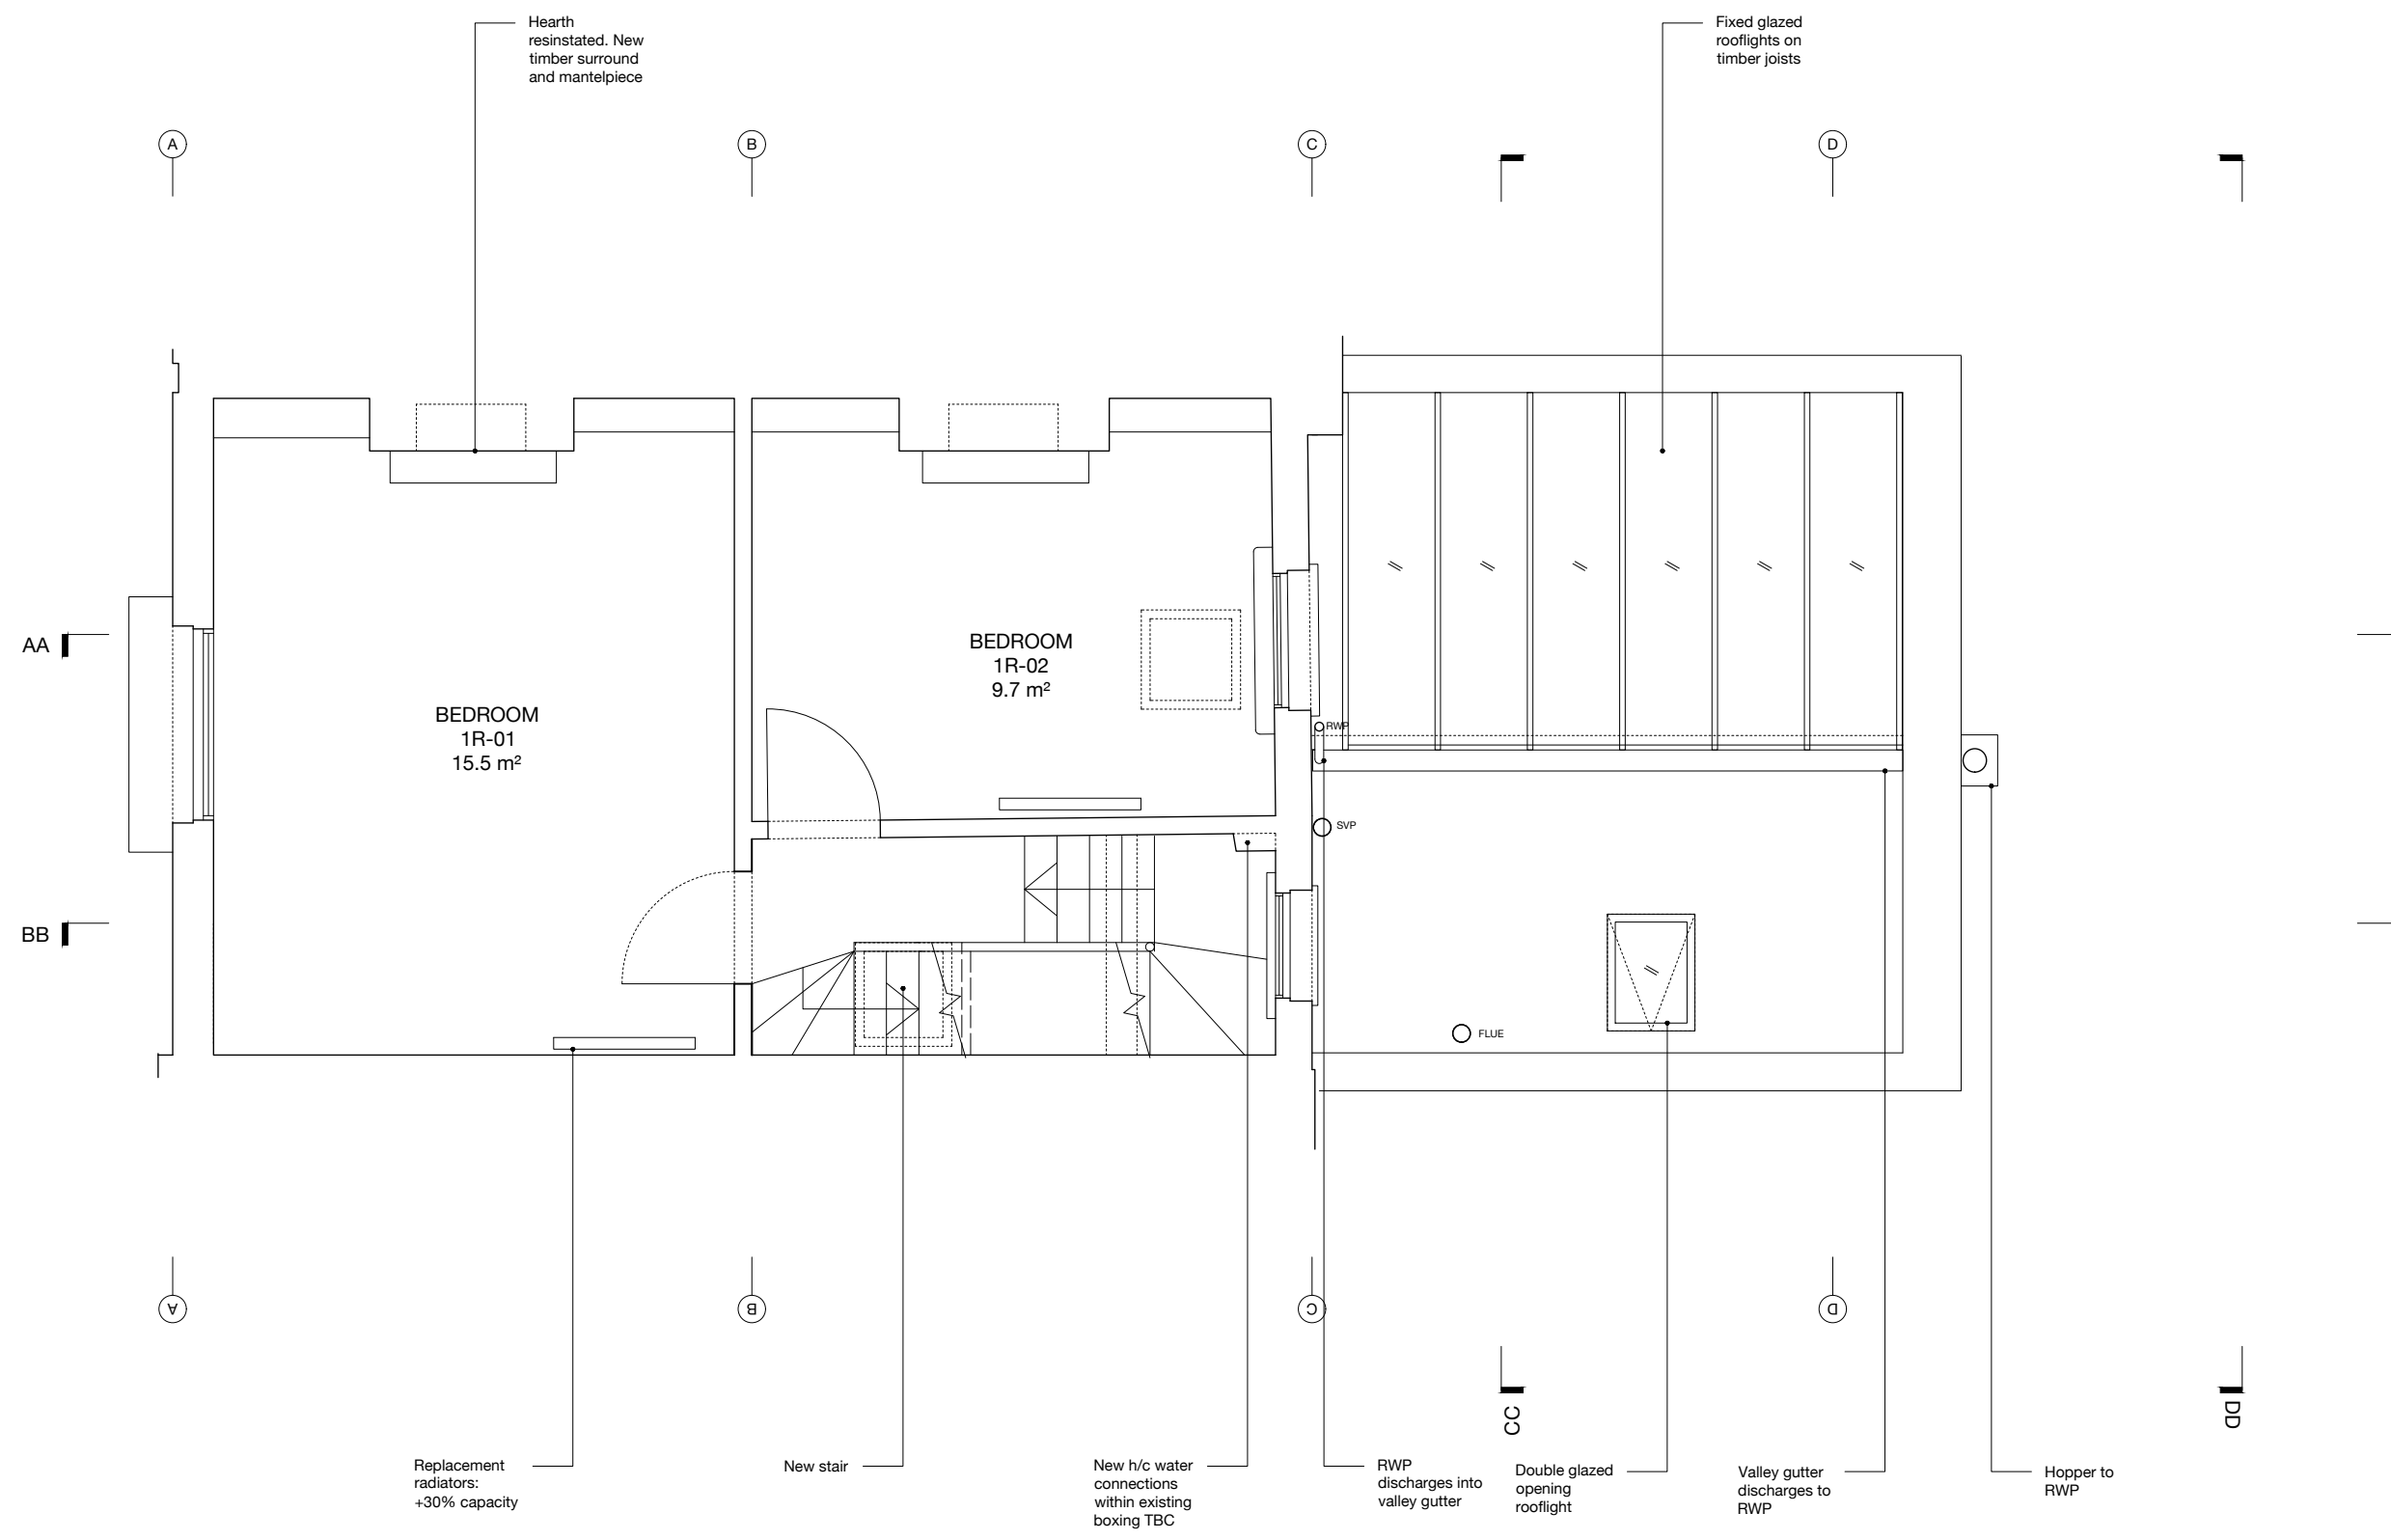 Hearth
resinstated. New
timber surround
and mantelpiece
Fixed glazed
rooflights on
timber joists
A
B
C
D
AA
BEDROOM
1R-02
9.7 m²
BEDROOM
1R-01
15.5 m²
RWP
SVP
BB
FLUE
A
B
C
D
CC
DD
Replacement
radiators:
+30% capacity
New stair
New h/c water
connections
within existing
boxing TBC
RWP
discharges into
valley gutter
Double glazed
opening
rooflight
Valley gutter
discharges to
RWP
Hopper to
RWP